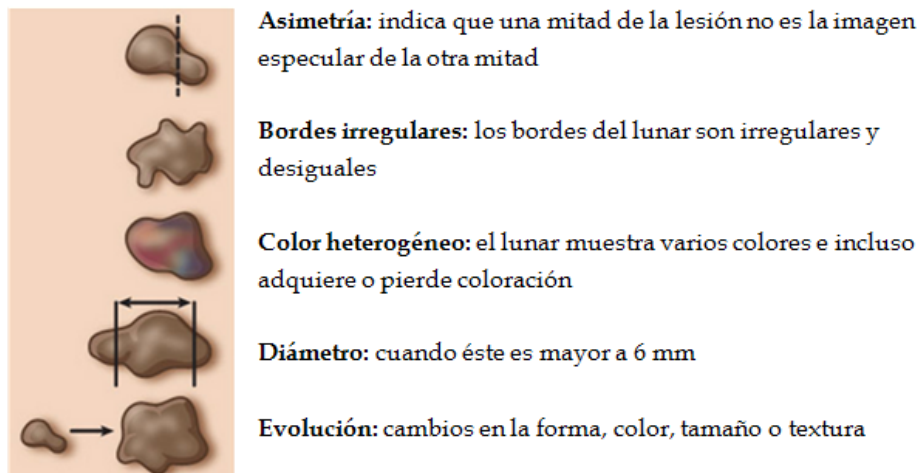 Asimetría: indica que una mitad de la lesión no es la imagen
especular de la otra mitad
Bordes irregulares: los bordes del lunar son irregulares y
desiguales
Color heterogéneo: el lunar muestra varios colores e incluso
adquiere o pierde coloración
Diámetro: cuando éste es mayor a 6 mm
Evolución: cambios en la forma, color, tamaño o textura